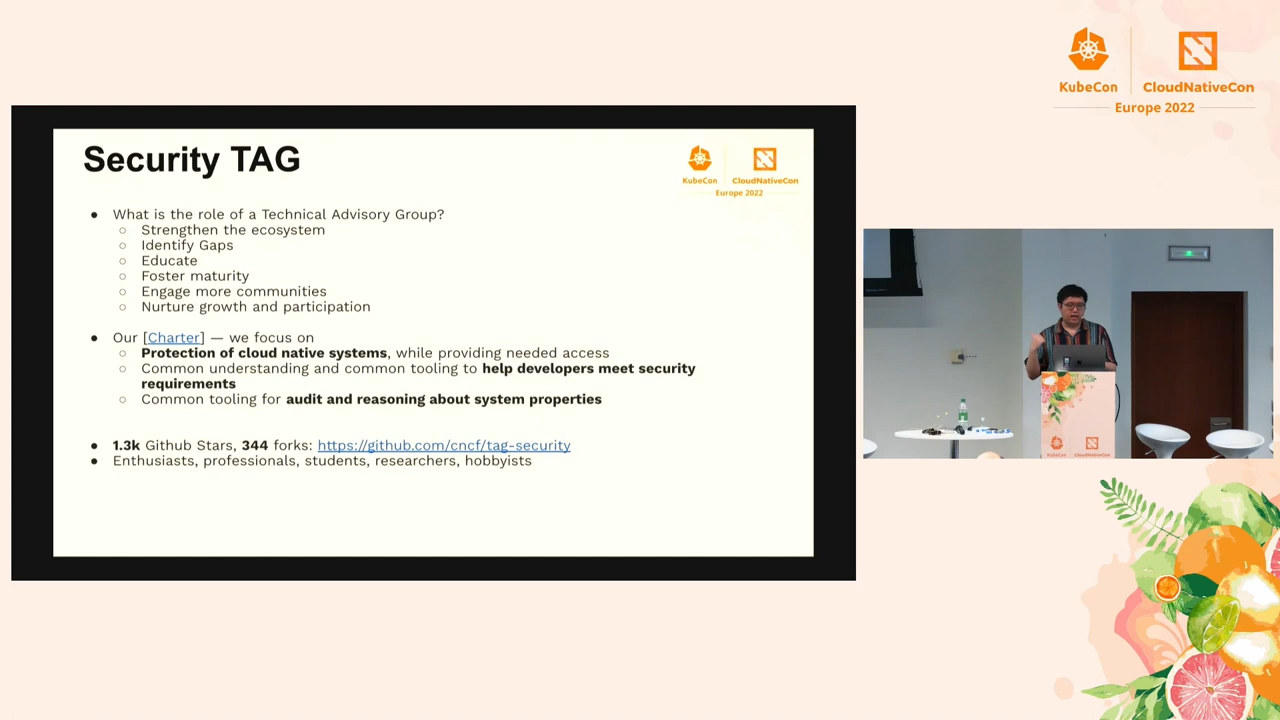 KubeCon
CloudNativeCon
Europe 2022
Security TAG
KubeCon
CloudNativeCon
Europe 2022
● What is the role of a Technical Advisory Group?
○ Strengthen the ecosystem
○ Identify Gaps
○ Educate
○ Foster maturity
○ Engage more communities
○ Nurture growth and participation
● Our [Charter] — we focus on
○ Protection of cloud native systems, while providing needed access
○ Common understanding and common tooling to help developers meet security
requirements
○ Common tooling for audit and reasoning about system properties
● 1.3k Github Stars, 344 forks: https://github.com/cncf/tag-security
● Enthusiasts, professionals, students, researchers, hobbyists